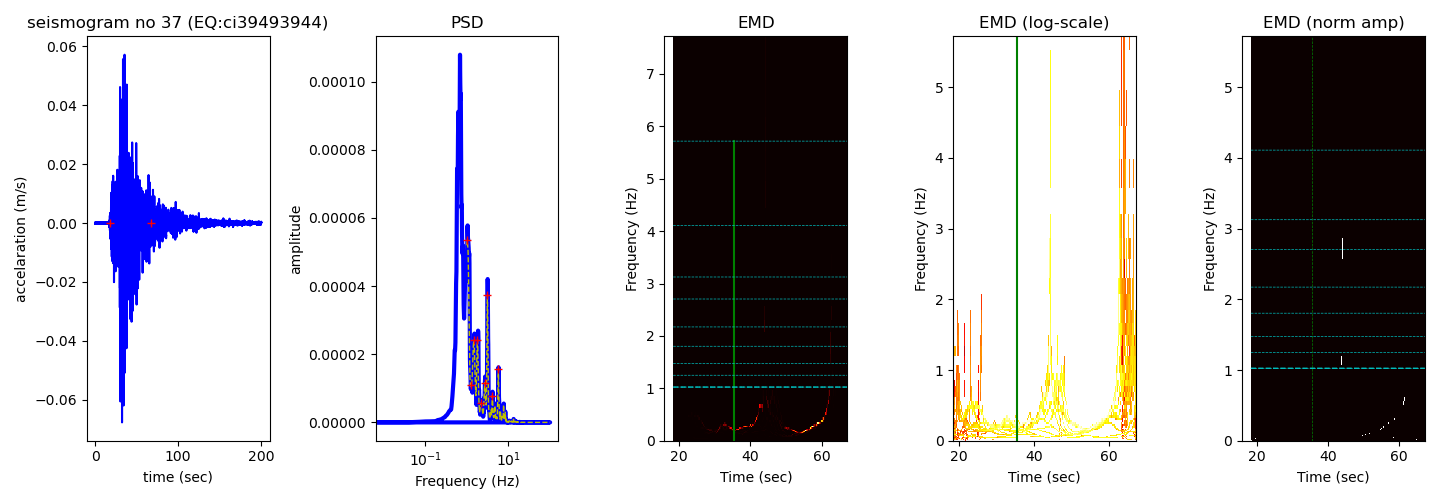 seismogram no 37 (EQ:ci39493944)
PSD
EMD
EMD (log-scale)
EMD (norm amp)
accelaration (m/s)
0.06
0.04
0.02
0.00
−0.02
−0.04
−0.06
0 100 200
time (sec)
amplitude
0.00010
0.00008
0.00006
0.00004
0.00002
0.00000
10⁻¹ 10¹
Frequency (Hz)
Frequency (Hz)
7
6
5
4
3
2
1
0
20 40 60
Time (sec)
Frequency (Hz)
5
4
3
2
1
0
20 40 60
Time (sec)
Frequency (Hz)
5
4
3
2
1
0
20 40 60
Time (sec)